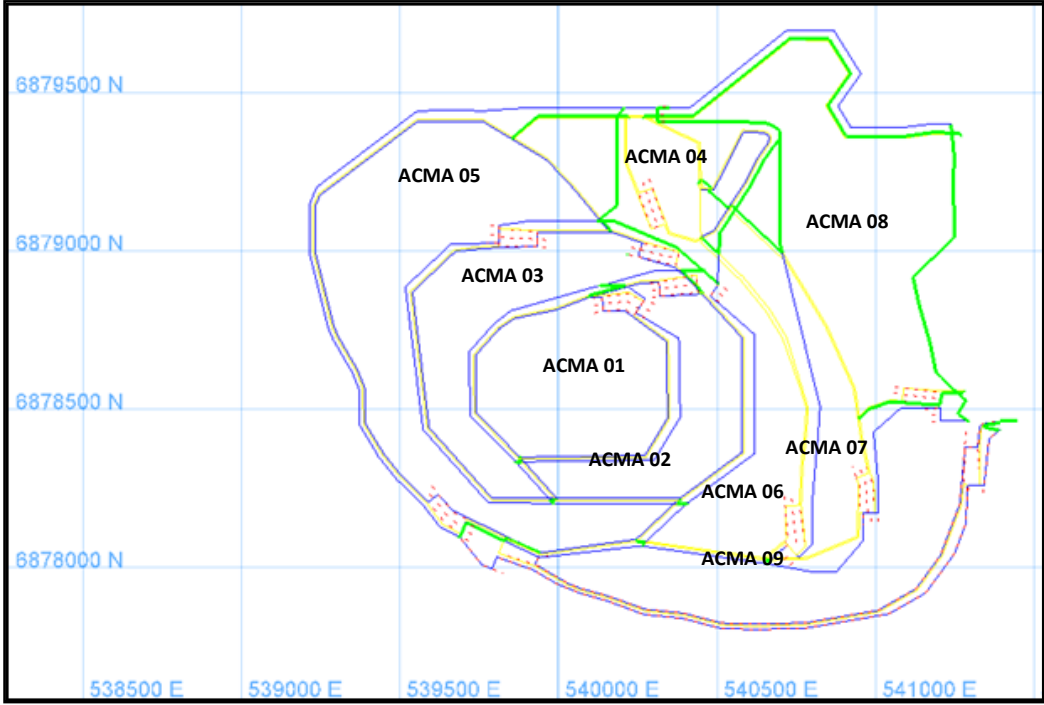 6879500 N
ACMA 04
ACMA 05
ACMA 08
6879000 N
ACMA 03
ACMA 01
6878500 N
ACMA 07
ACMA 02
ACMA 06
6878000 N
ACMA 09
538500 E
539000 E
539500 E
540000 E
540500 E
541000 E